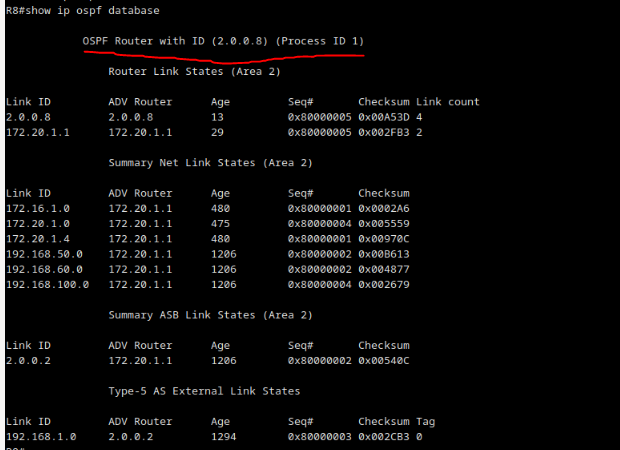 R8#show ip ospf database
OSPF Router with ID (2.0.0.8) (Process ID 1)
Router Link States (Area 2)
Link ID ADV Router Age Seq# Checksum Link count
2.0.0.8 2.0.0.8 13 0x80000005 0x00A53D 4
172.20.1.1 172.20.1.1 29 0x80000005 0x002FB3 2
Summary Net Link States (Area 2)
Link ID ADV Router Age Seq# Checksum
172.16.1.0 172.20.1.1 480 0x80000001 0x0002A6
172.20.1.0 172.20.1.1 475 0x80000004 0x005559
172.20.1.4 172.20.1.1 480 0x80000001 0x00970C
192.168.50.0 172.20.1.1 1206 0x80000002 0x00B613
192.168.60.0 172.20.1.1 1206 0x80000002 0x004877
192.168.100.0 172.20.1.1 1206 0x80000004 0x002679
Summary ASB Link States (Area 2)
Link ID ADV Router Age Seq# Checksum
2.0.0.2 172.20.1.1 1206 0x80000002 0x00540C
Type-5 AS External Link States
Link ID ADV Router Age Seq# Checksum Tag
192.168.1.0 2.0.0.2 1294 0x80000003 0x002CB3 0